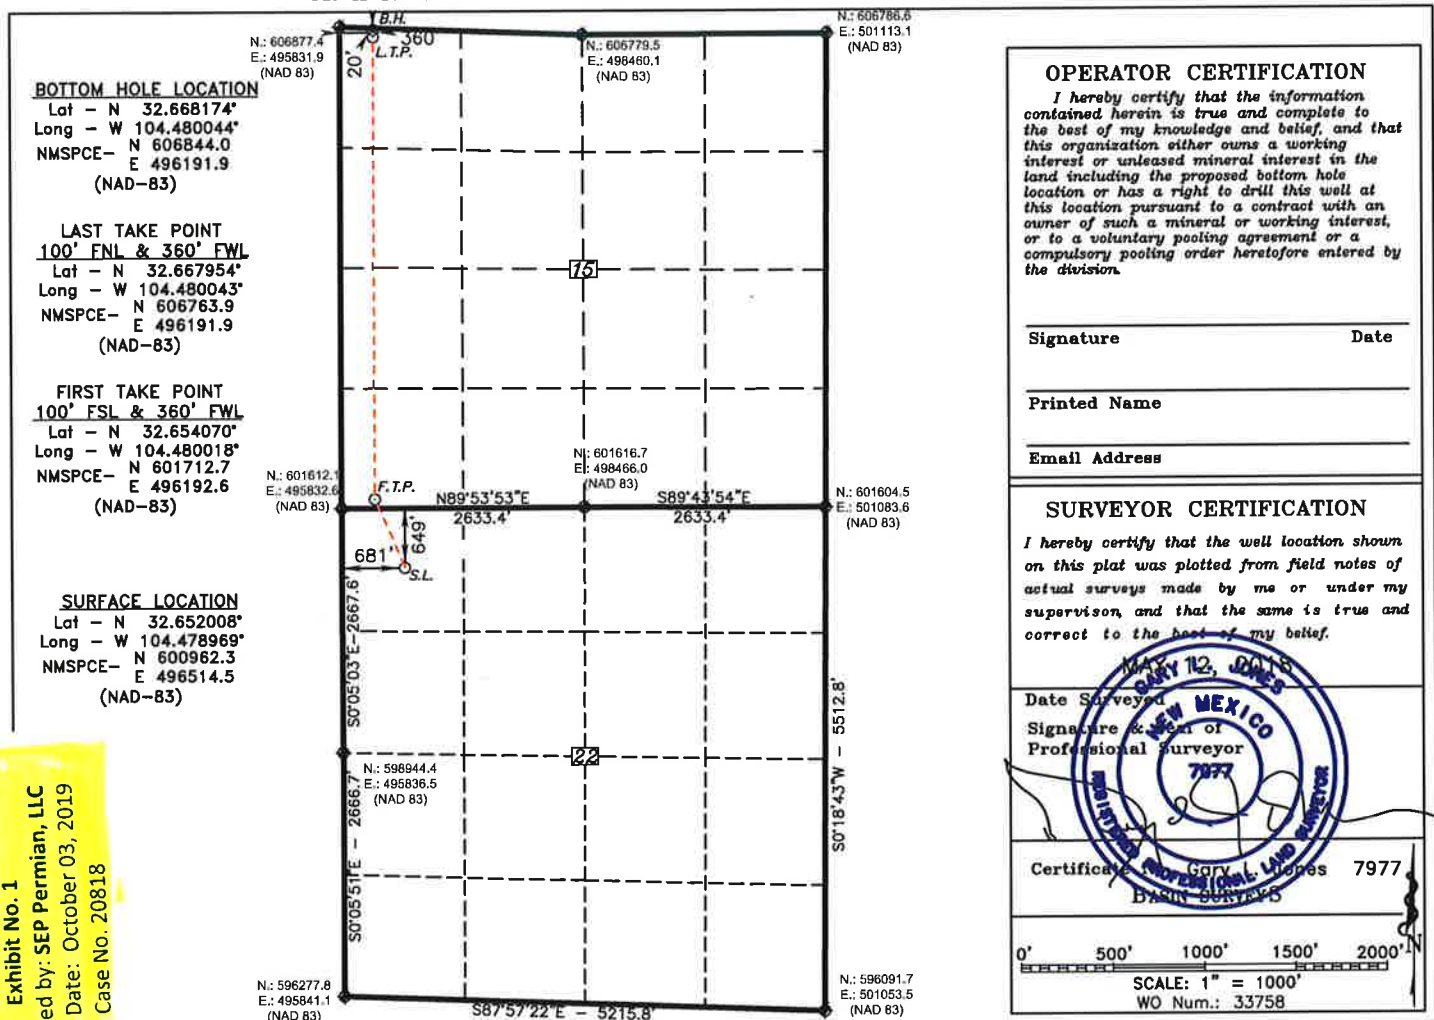 BOTTOM HOLE LOCATION
Lat - N 32.668174°
Long - W 104.480044°
NMSPCE- N 606844.0
E 496191.9
(NAD-83)
LAST TAKE POINT
100' FNL & 360' FWL
Lat - N 32.667954°
Long - W 104.480043°
NMSPCE- N 606763.9
E 496191.9
(NAD-83)
FIRST TAKE POINT
100' FSL & 360' FWL
Lat - N 32.654070°
Long - W 104.480018°
NMSPCE- N 601712.7
E 496192.6
(NAD-83)
SURFACE LOCATION
Lat - N 32.652008°
Long - W 104.478969°
NMSPCE- N 600962.3
E 496514.5
(NAD-83)
Exhibit No. 1
ed by: SEP Permian, LLC
Date: October 03, 2019
Case No. 20818
N.: 606877.4
E.: 495831.9
(NAD 83)
B.H.
360
L.T.P.
20'
N.: 606779.5
E.: 498460.1
(NAD 83)
N.: 606786.6
E.: 501113.1
(NAD 83)
15
N.: 601612.1
E.: 495832.6
(NAD 83)
F.T.P.
N.: 601616.7
E.: 498466.0
(NAD 83)
N89°53'53"E
2633.4'
S89°43'54"E
2633.4'
N.: 601604.5
E.: 501083.6
(NAD 83)
681'
649'
S.L.
S0°05'03"E-2667.6'
22
N.: 598944.4
E.: 495836.5
(NAD 83)
S0°05'51"E - 2666.7'
S0°18'43"W - 5512.8'
N.: 596277.8
E.: 495841.1
(NAD 83)
S87°57'22"E - 5215.8'
N.: 596091.7
E.: 501053.5
(NAD 83)
OPERATOR CERTIFICATION
I hereby certify that the information
contained herein is true and complete to
the best of my knowledge and belief, and that
this organization either owns a working
interest or unleased mineral interest in the
land including the proposed bottom hole
location or has a right to drill this well at
this location pursuant to a contract with an
owner of such a mineral or working interest,
or to a voluntary pooling agreement or a
compulsory pooling order heretofore entered by
the division.
Signature Date
Printed Name
Email Address
SURVEYOR CERTIFICATION
I hereby certify that the well location shown
on this plat was plotted from field notes of
actual surveys made by me or under my
supervison, and that the same is true and
correct to the best of my belief.
MAY 12, 2018
Date Surveyed
Signature & Seal of
Professional Surveyor
GARY L. JONES
NEW MEXICO
7977
REGISTERED PROFESSIONAL LAND SURVEYOR
Certificate No. Gary L. Jones 7977
BASIN SURVEYS
0' 500' 1000' 1500' 2000'
N
SCALE: 1" = 1000'
WO Num.: 33758